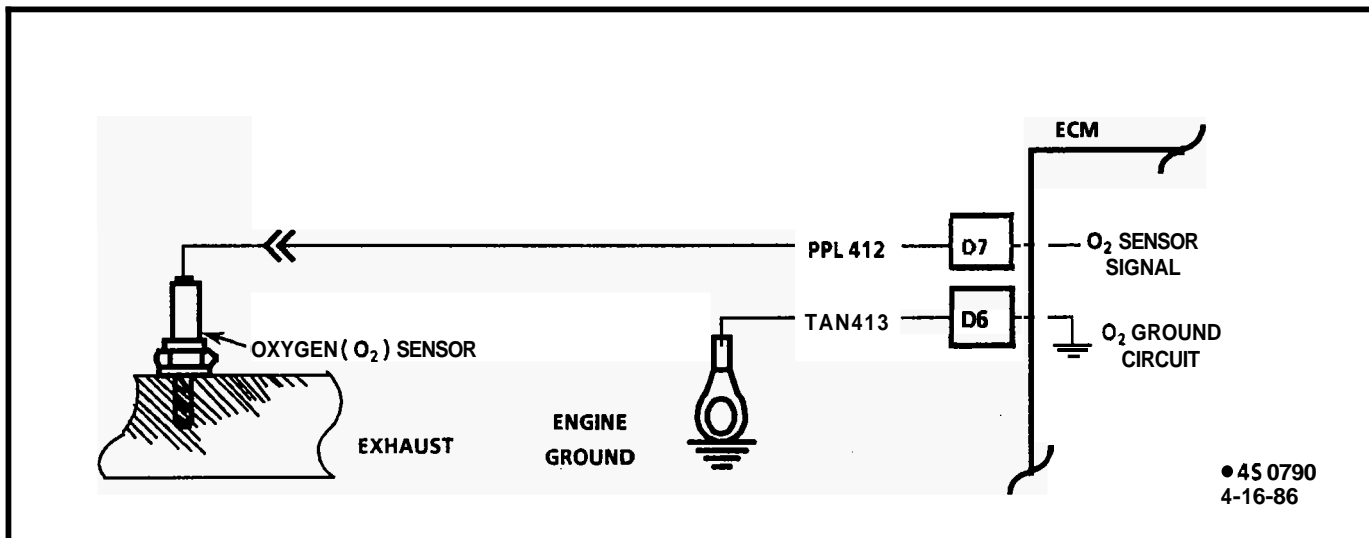 ECM
PPL 412
D7
O₂ SENSOR
SIGNAL
TAN413
D6
O₂ GROUND
CIRCUIT
OXYGEN ( O₂ ) SENSOR
ENGINE
GROUND
EXHAUST
● 4S 0790
4-16-86